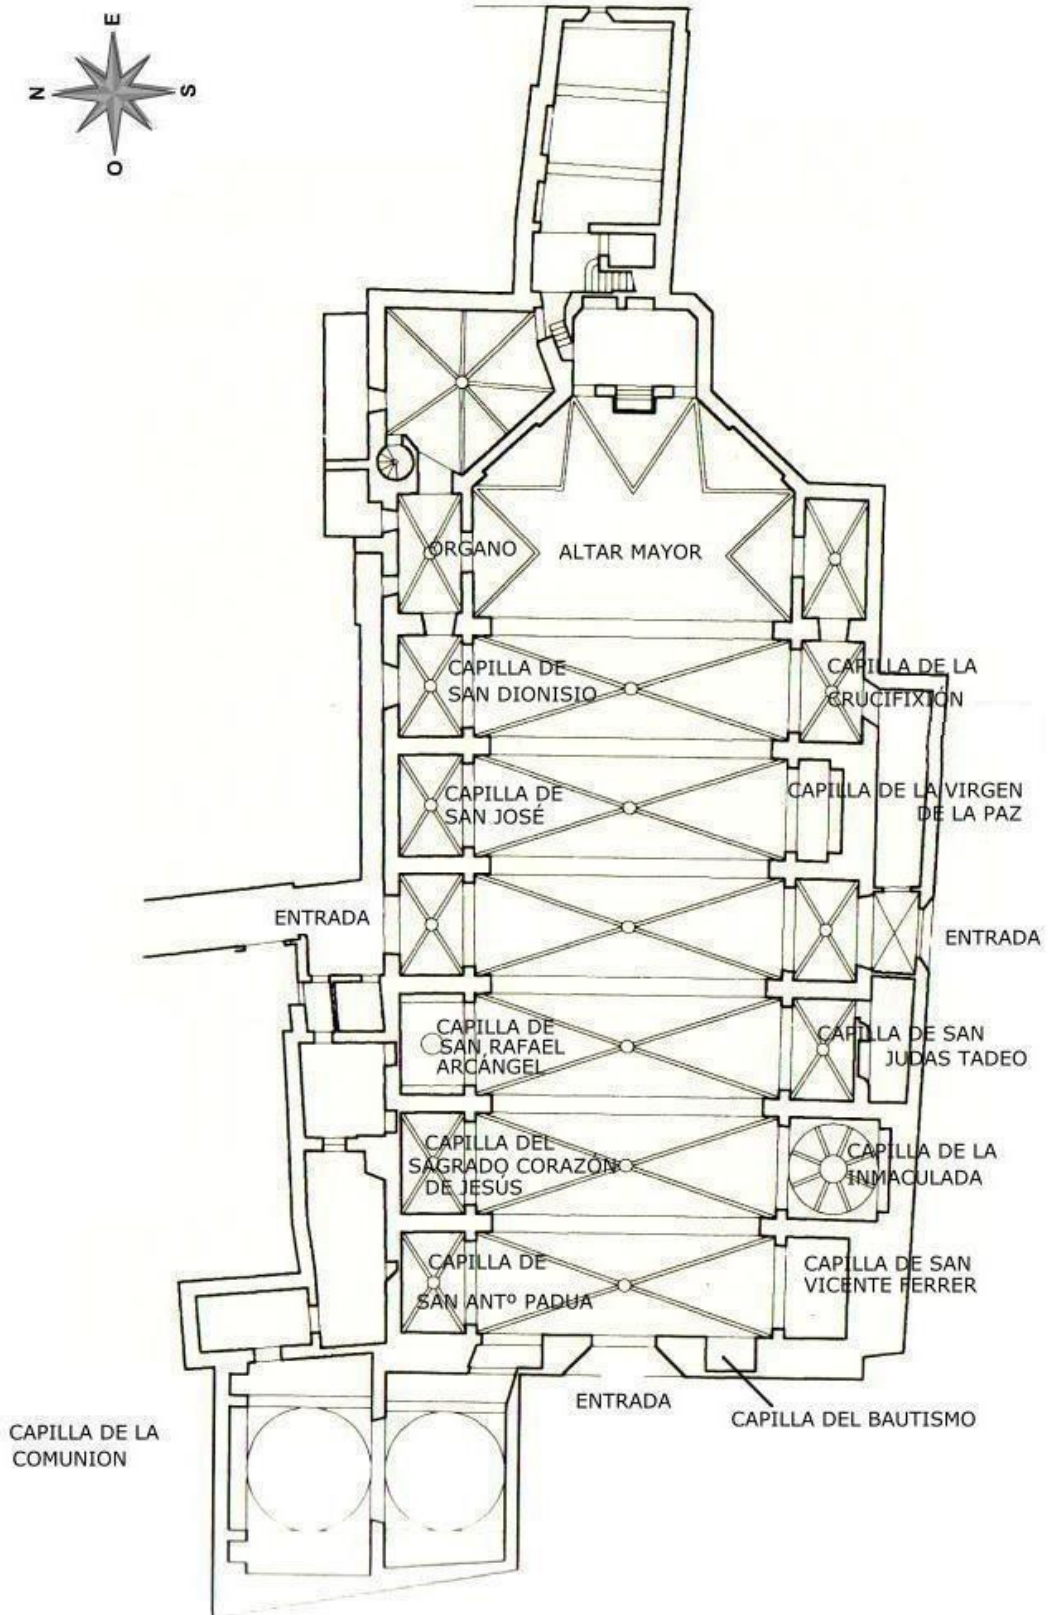 E
N
S
O
ORGANO
ALTAR MAYOR
CAPILLA DE
SAN DIONISIO
CAPILLA DE LA
CRUCIFIXIÓN
CAPILLA DE
SAN JOSÉ
CAPILLA DE LA VIRGEN
DE LA PAZ
ENTRADA
ENTRADA
CAPILLA DE
SAN RAFAEL
ARCÁNGEL
CAPILLA DE SAN
JUDAS TADEO
CAPILLA DEL
SAGRADO CORAZÓN
DE JESÚS
CAPILLA DE LA
INMACULADA
CAPILLA DE
SAN ANTº PADUA
CAPILLA DE SAN
VICENTE FERRER
ENTRADA
CAPILLA DEL BAUTISMO
CAPILLA DE LA
COMUNION